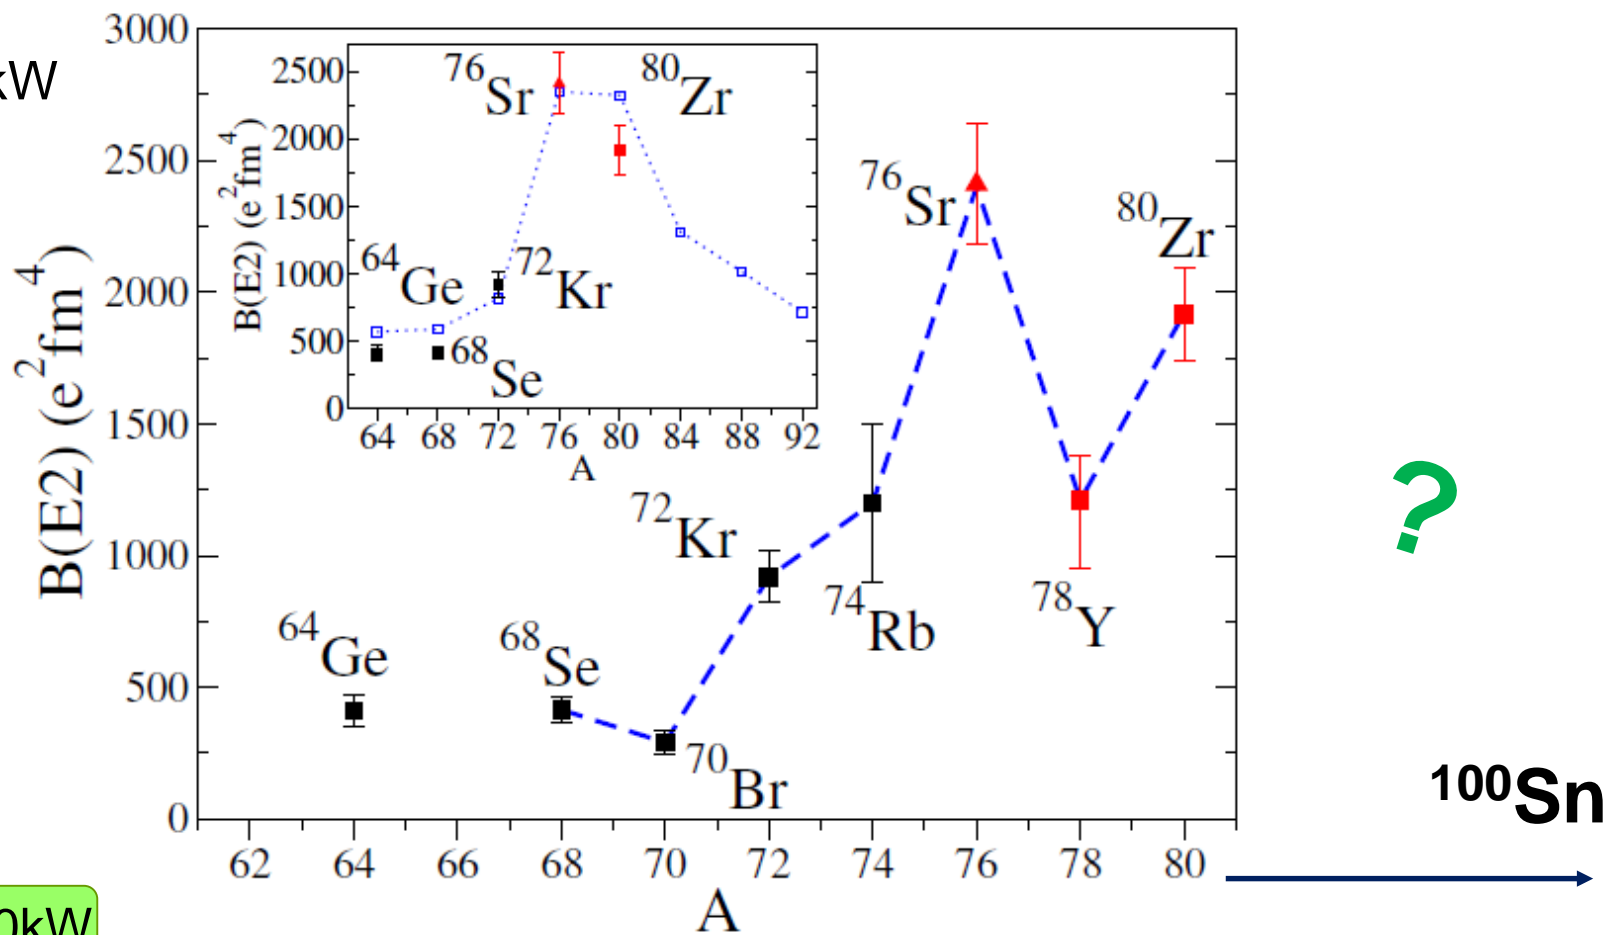 kW
3000
2500
2000
1500
1000
500
0
B(E2) (e²fm⁴)
62 64 66 68 70 72 74 76 78 80
A
⁶⁴Ge
⁶⁸Se
⁷⁰Br
⁷²Kr
⁷⁴Rb
⁷⁶Sr
⁷⁸Y
⁸⁰Zr
2500
2000
1500
1000
500
0
B(E2) (e²fm⁴)
64 68 72 76 80 84 88 92
A
⁶⁴Ge
⁶⁸Se
⁷²Kr
⁷⁶Sr
⁸⁰Zr
?
¹⁰⁰Sn
0kW